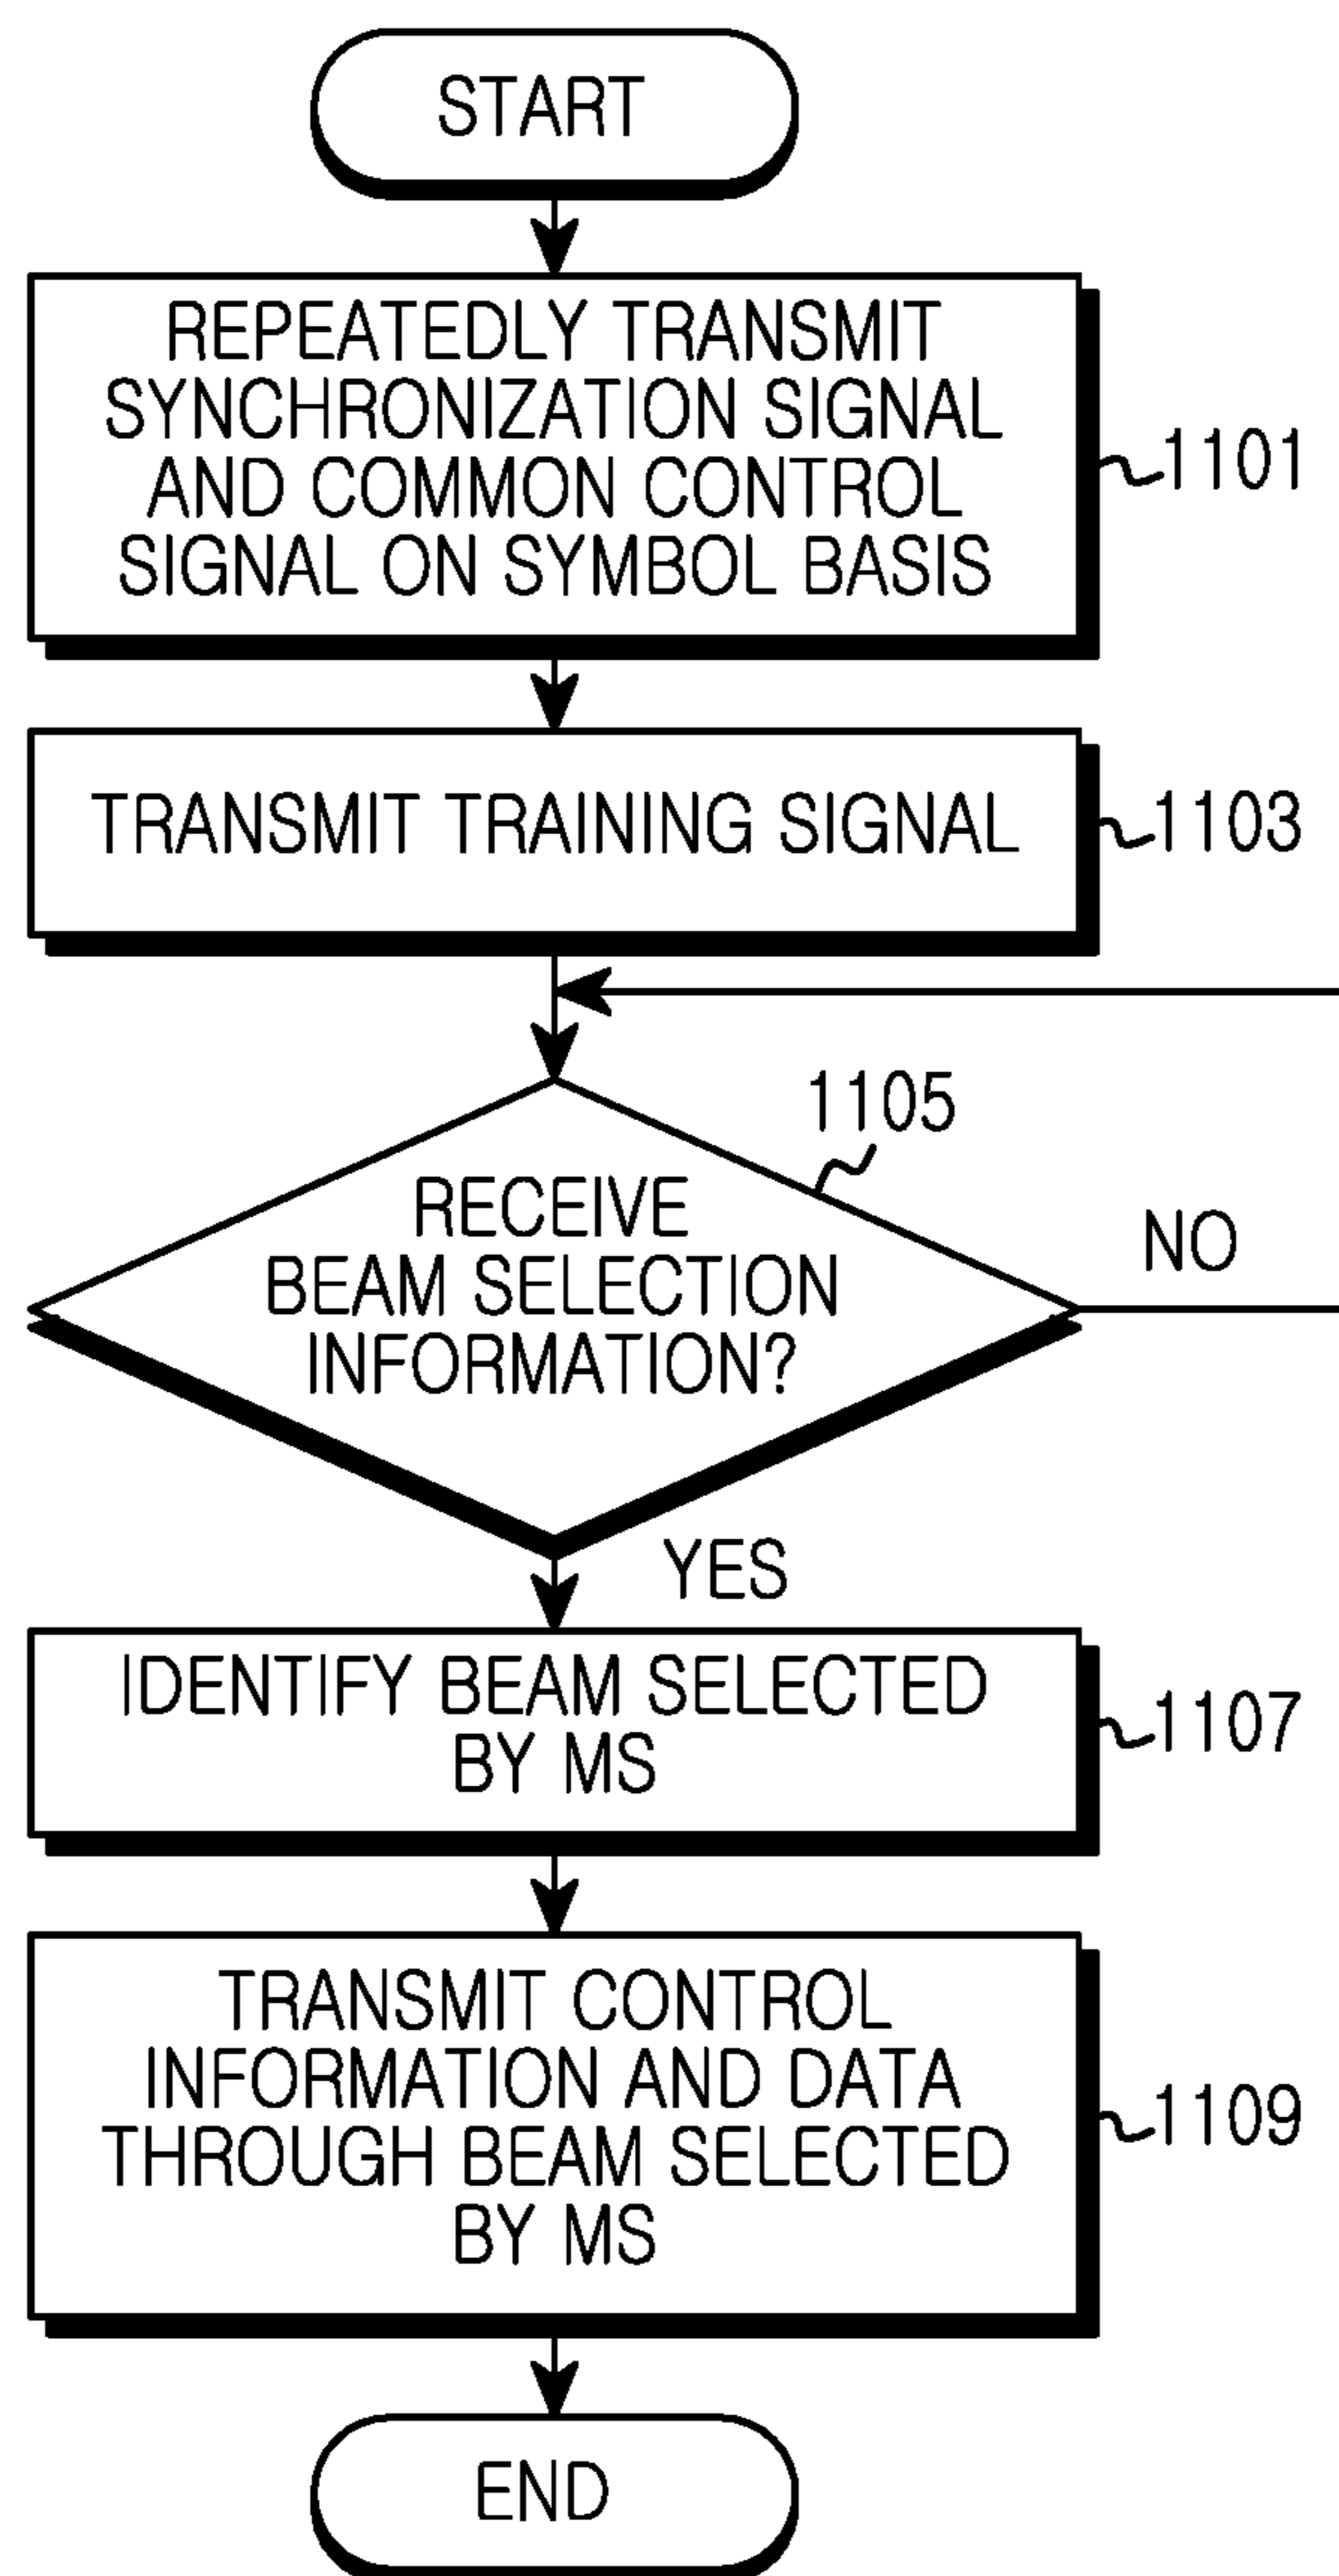 START
REPEATEDLY TRANSMIT
SYNCHRONIZATION SIGNAL
AND COMMON CONTROL
SIGNAL ON SYMBOL BASIS
1101
TRANSMIT TRAINING SIGNAL
1103
1105
RECEIVE
BEAM SELECTION
INFORMATION?
NO
YES
IDENTIFY BEAM SELECTED
BY MS
1107
TRANSMIT CONTROL
INFORMATION AND DATA
THROUGH BEAM SELECTED
BY MS
1109
END